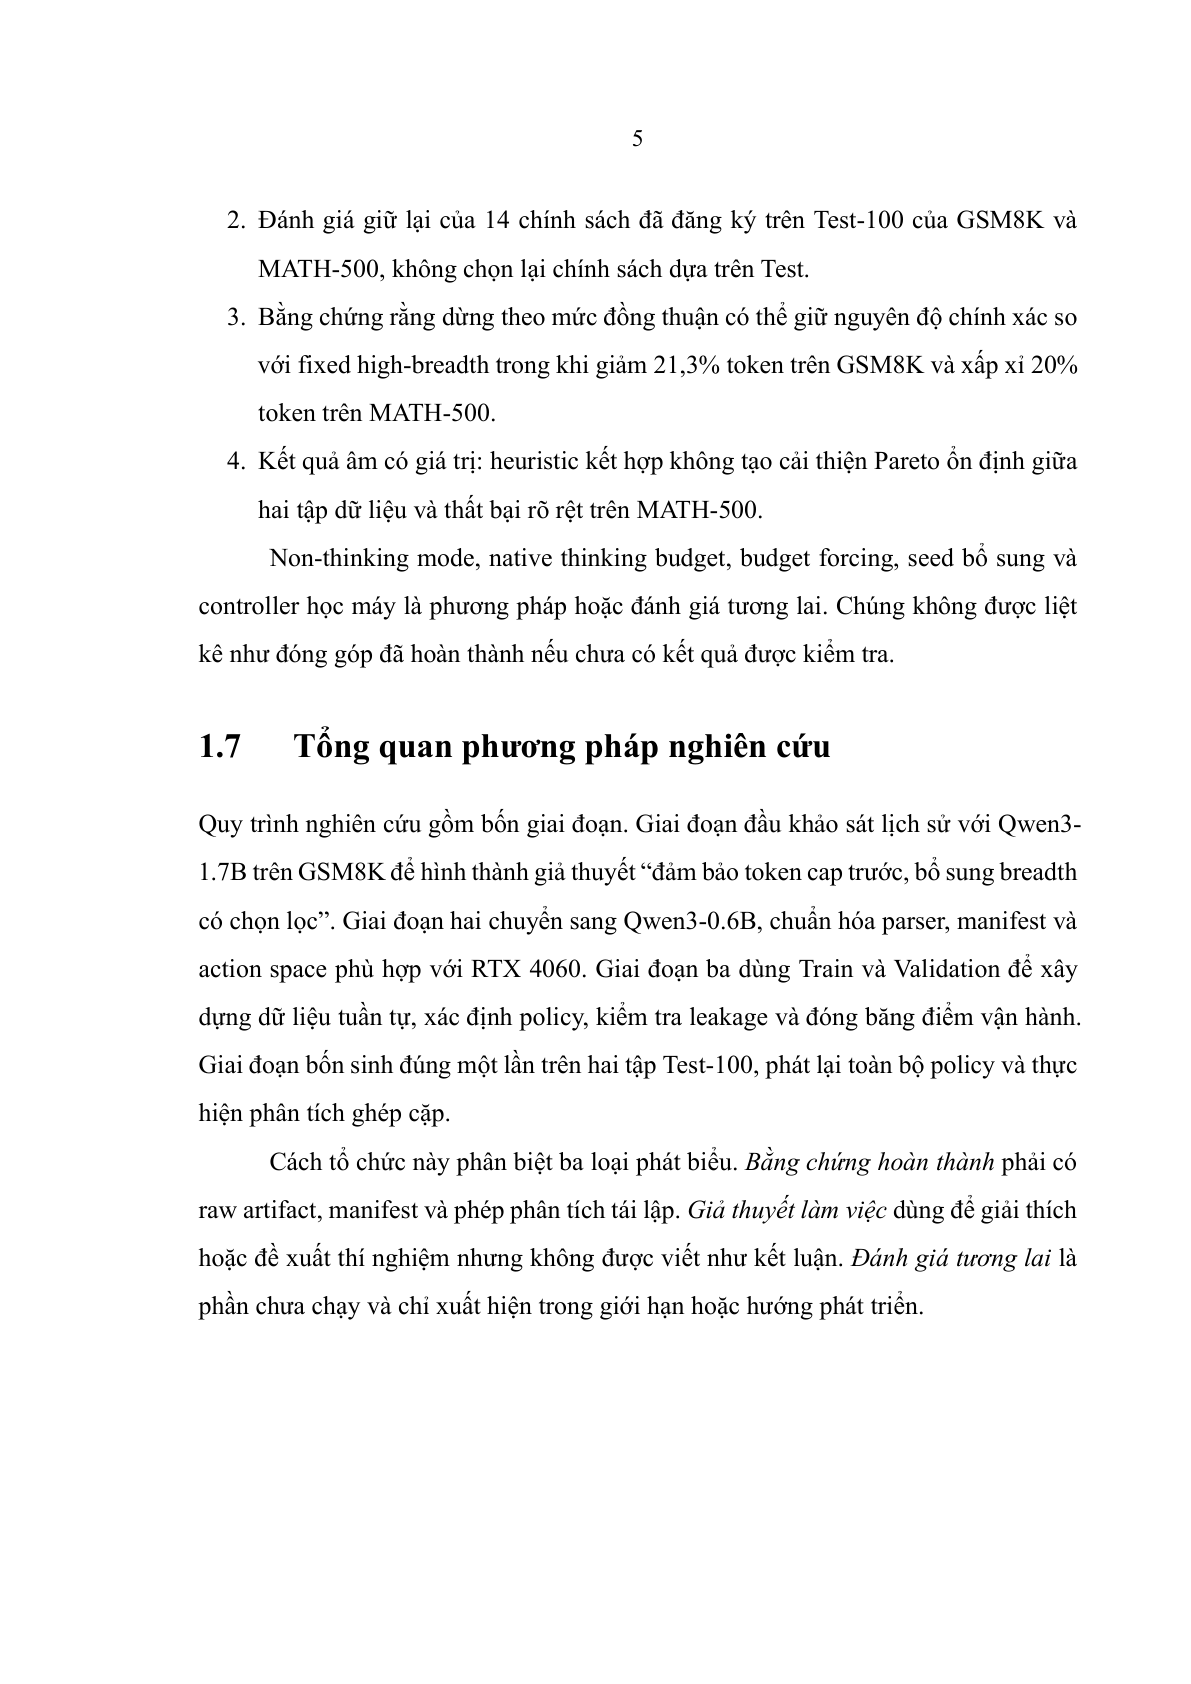 5
2. Đánh giá giữ lại của 14 chính sách đã đăng ký trên Test-100 của GSM8K và
MATH-500, không chọn lại chính sách dựa trên Test.
3. Bằng chứng rằng dừng theo mức đồng thuận có thể giữ nguyên độ chính xác so
với fixed high-breadth trong khi giảm 21,3% token trên GSM8K và xấp xỉ 20%
token trên MATH-500.
4. Kết quả âm có giá trị: heuristic kết hợp không tạo cải thiện Pareto ổn định giữa
hai tập dữ liệu và thất bại rõ rệt trên MATH-500.
Non-thinking mode, native thinking budget, budget forcing, seed bổ sung và
controller học máy là phương pháp hoặc đánh giá tương lai. Chúng không được liệt
kê như đóng góp đã hoàn thành nếu chưa có kết quả được kiểm tra.
1.7 Tổng quan phương pháp nghiên cứu
Quy trình nghiên cứu gồm bốn giai đoạn. Giai đoạn đầu khảo sát lịch sử với Qwen3-
1.7B trên GSM8K để hình thành giả thuyết “đảm bảo token cap trước, bổ sung breadth
có chọn lọc”. Giai đoạn hai chuyển sang Qwen3-0.6B, chuẩn hóa parser, manifest và
action space phù hợp với RTX 4060. Giai đoạn ba dùng Train và Validation để xây
dựng dữ liệu tuần tự, xác định policy, kiểm tra leakage và đóng băng điểm vận hành.
Giai đoạn bốn sinh đúng một lần trên hai tập Test-100, phát lại toàn bộ policy và thực
hiện phân tích ghép cặp.
Cách tổ chức này phân biệt ba loại phát biểu. Bằng chứng hoàn thành phải có
raw artifact, manifest và phép phân tích tái lập. Giả thuyết làm việc dùng để giải thích
hoặc đề xuất thí nghiệm nhưng không được viết như kết luận. Đánh giá tương lai là
phần chưa chạy và chỉ xuất hiện trong giới hạn hoặc hướng phát triển.